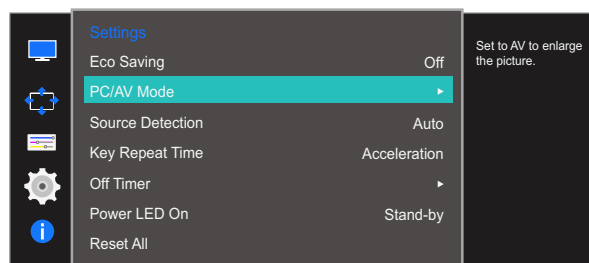 Settings
Eco Saving Off
PC/AV Mode
Source Detection Auto
Key Repeat Time Acceleration
Off Timer
Power LED On Stand-by
Reset All
Set to AV to enlarge
the picture.